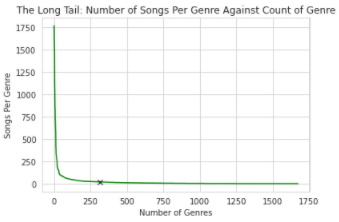 The Long Tail: Number of Songs Per Genre Against Count of Genre
1750
1500
1250
1000
750
500
250
0
Songs Per Genre
0 250 500 750 1000 1250 1500 1750
Number of Genres